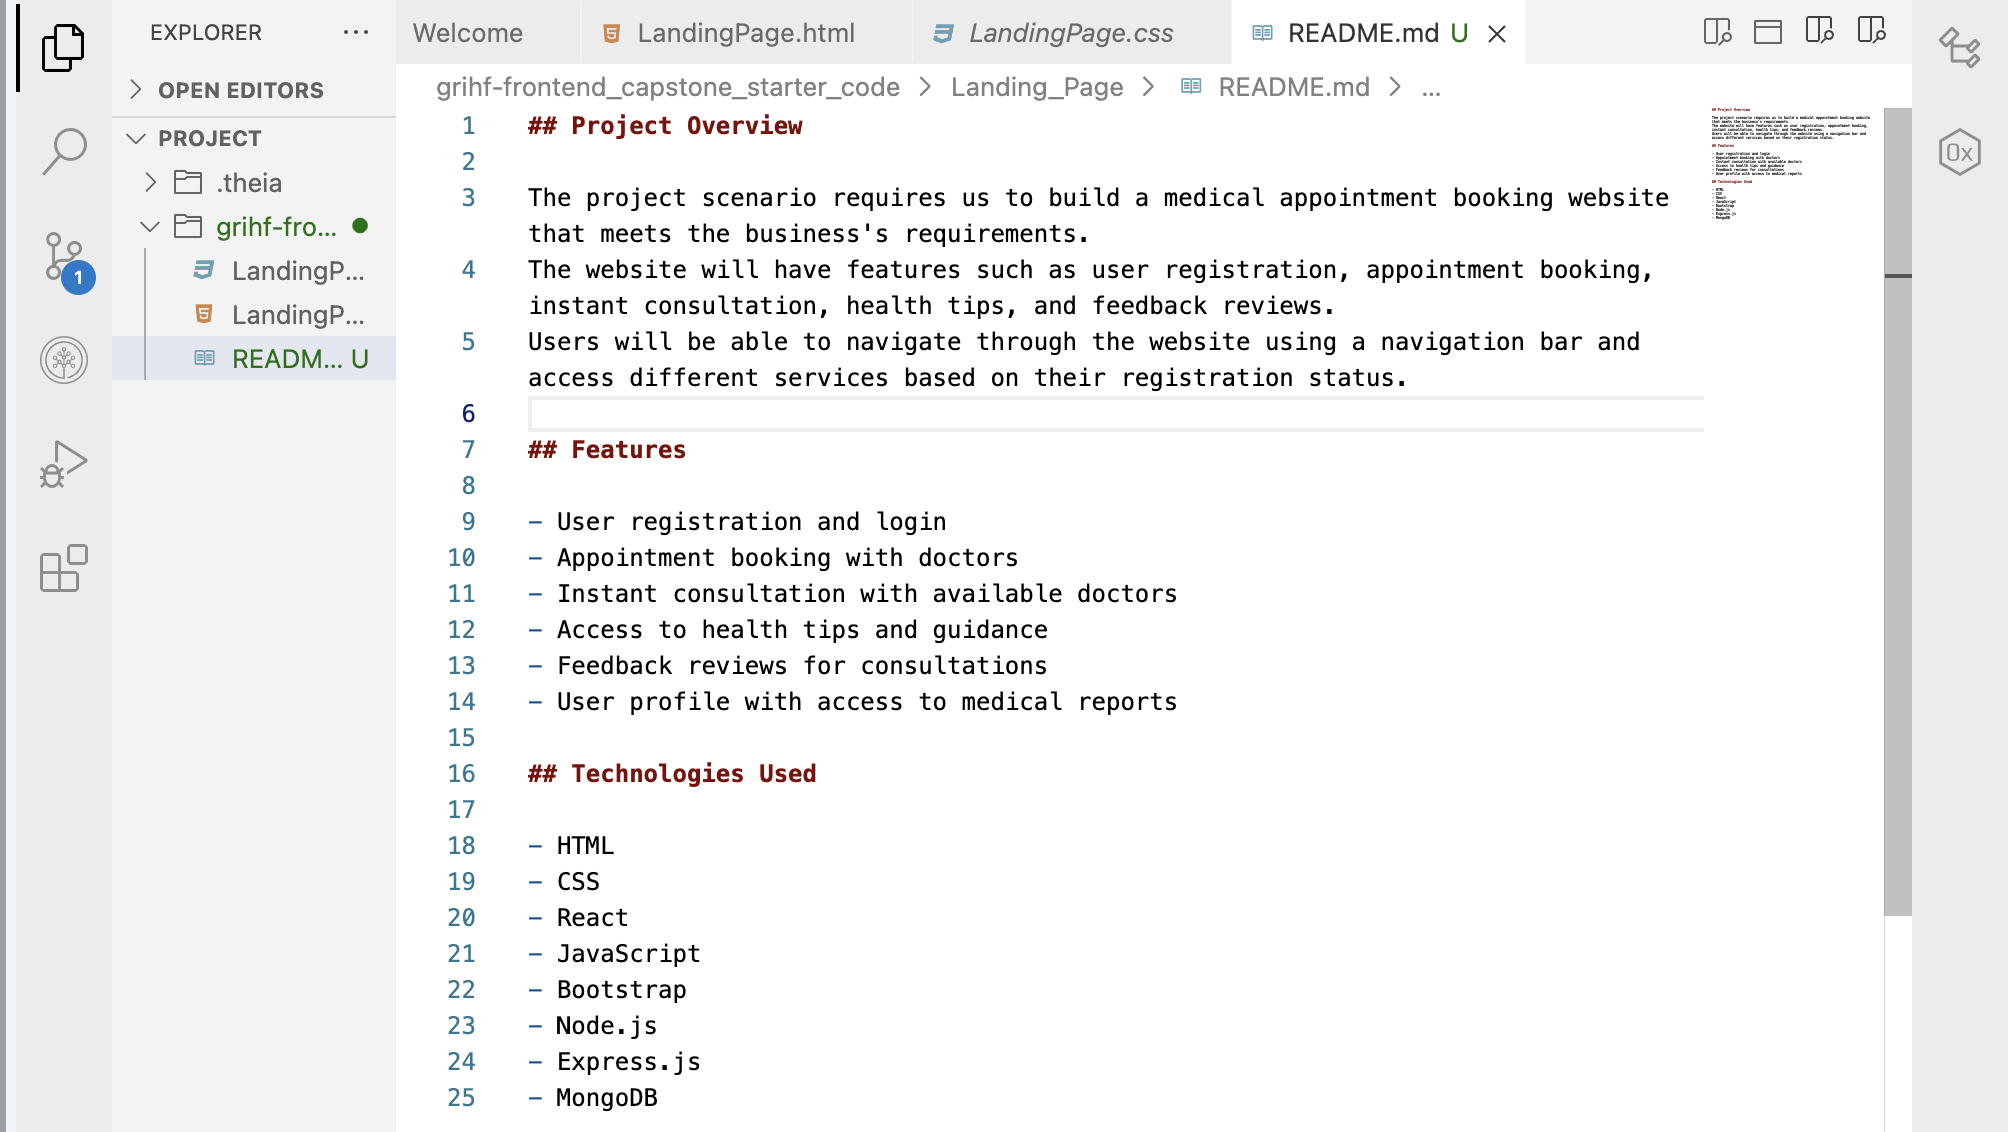 EXPLORER
...
Welcome
LandingPage.html
LandingPage.css
README.md U
OPEN EDITORS
PROJECT
.theia
grihf-fro...
LandingP...
LandingP...
READM... U
1
grihf-frontend_capstone_starter_code > Landing_Page > README.md > ...
1 ## Project Overview
2
3 The project scenario requires us to build a medical appointment booking website
that meets the business's requirements.
4 The website will have features such as user registration, appointment booking,
instant consultation, health tips, and feedback reviews.
5 Users will be able to navigate through the website using a navigation bar and
access different services based on their registration status.
6
7 ## Features
8
9 - User registration and login
10 - Appointment booking with doctors
11 - Instant consultation with available doctors
12 - Access to health tips and guidance
13 - Feedback reviews for consultations
14 - User profile with access to medical reports
15
16 ## Technologies Used
17
18 - HTML
19 - CSS
20 - React
21 - JavaScript
22 - Bootstrap
23 - Node.js
24 - Express.js
25 - MongoDB
0x